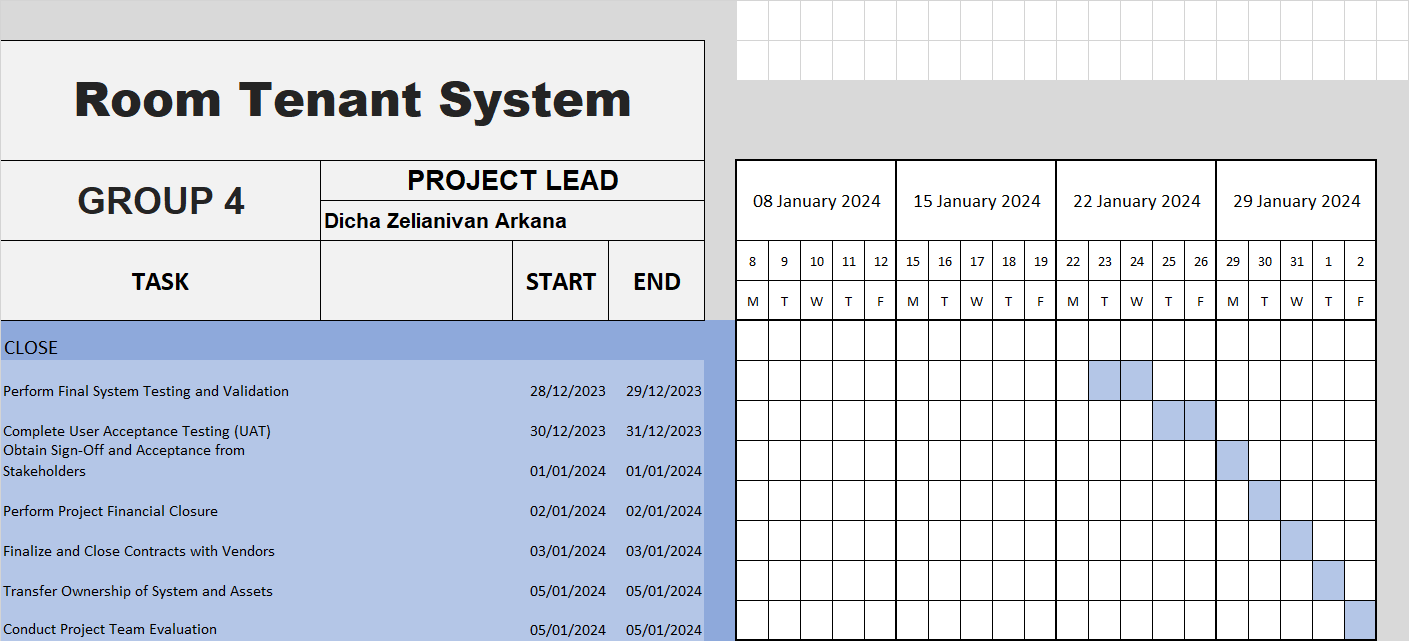 Room Tenant System
GROUP 4
PROJECT LEAD
Dicha Zelianivan Arkana
08 January 2024 15 January 2024 22 January 2024 29 January 2024
TASK START END
8 9 10 11 12 15 16 17 18 19 22 23 24 25 26 29 30 31 1 2
M T W T F M T W T F M T W T F M T W T F
CLOSE
Perform Final System Testing and Validation 28/12/2023 29/12/2023
Complete User Acceptance Testing (UAT) 30/12/2023 31/12/2023
Obtain Sign-Off and Acceptance from
Stakeholders 01/01/2024 01/01/2024
Perform Project Financial Closure 02/01/2024 02/01/2024
Finalize and Close Contracts with Vendors 03/01/2024 03/01/2024
Transfer Ownership of System and Assets 05/01/2024 05/01/2024
Conduct Project Team Evaluation 05/01/2024 05/01/2024